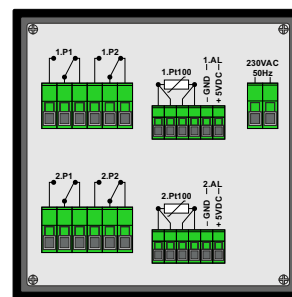 1.P1 1.P2
1.Pt100
1.AL
– GND
+ 5VDC
230VAC
50Hz
2.P1 2.P2
2.Pt100
2.AL
– GND
+ 5VDC